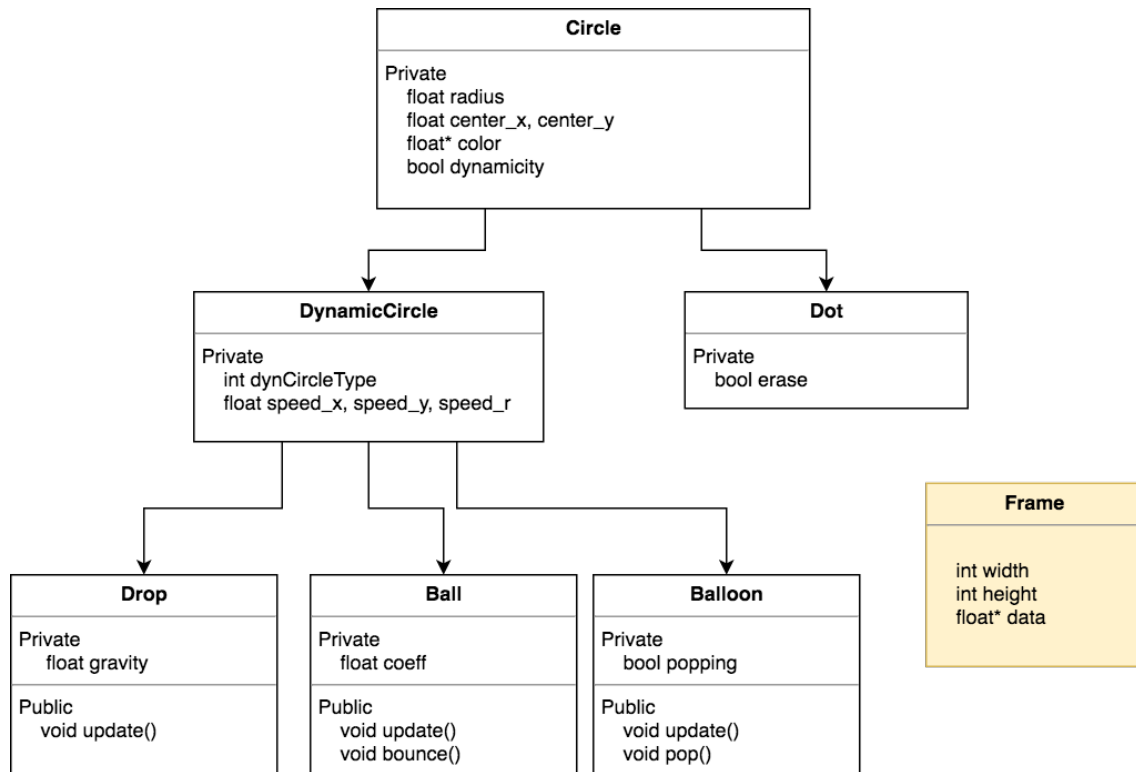 Circle
Private
float radius
float center_x, center_y
float* color
bool dynamicity
DynamicCircle
Private
int dynCircleType
float speed_x, speed_y, speed_r
Dot
Private
bool erase
Frame
int width
int height
float* data
Drop
Private
float gravity
Public
void update()
Ball
Private
float coeff
Public
void update()
void bounce()
Balloon
Private
bool popping
Public
void update()
void pop()